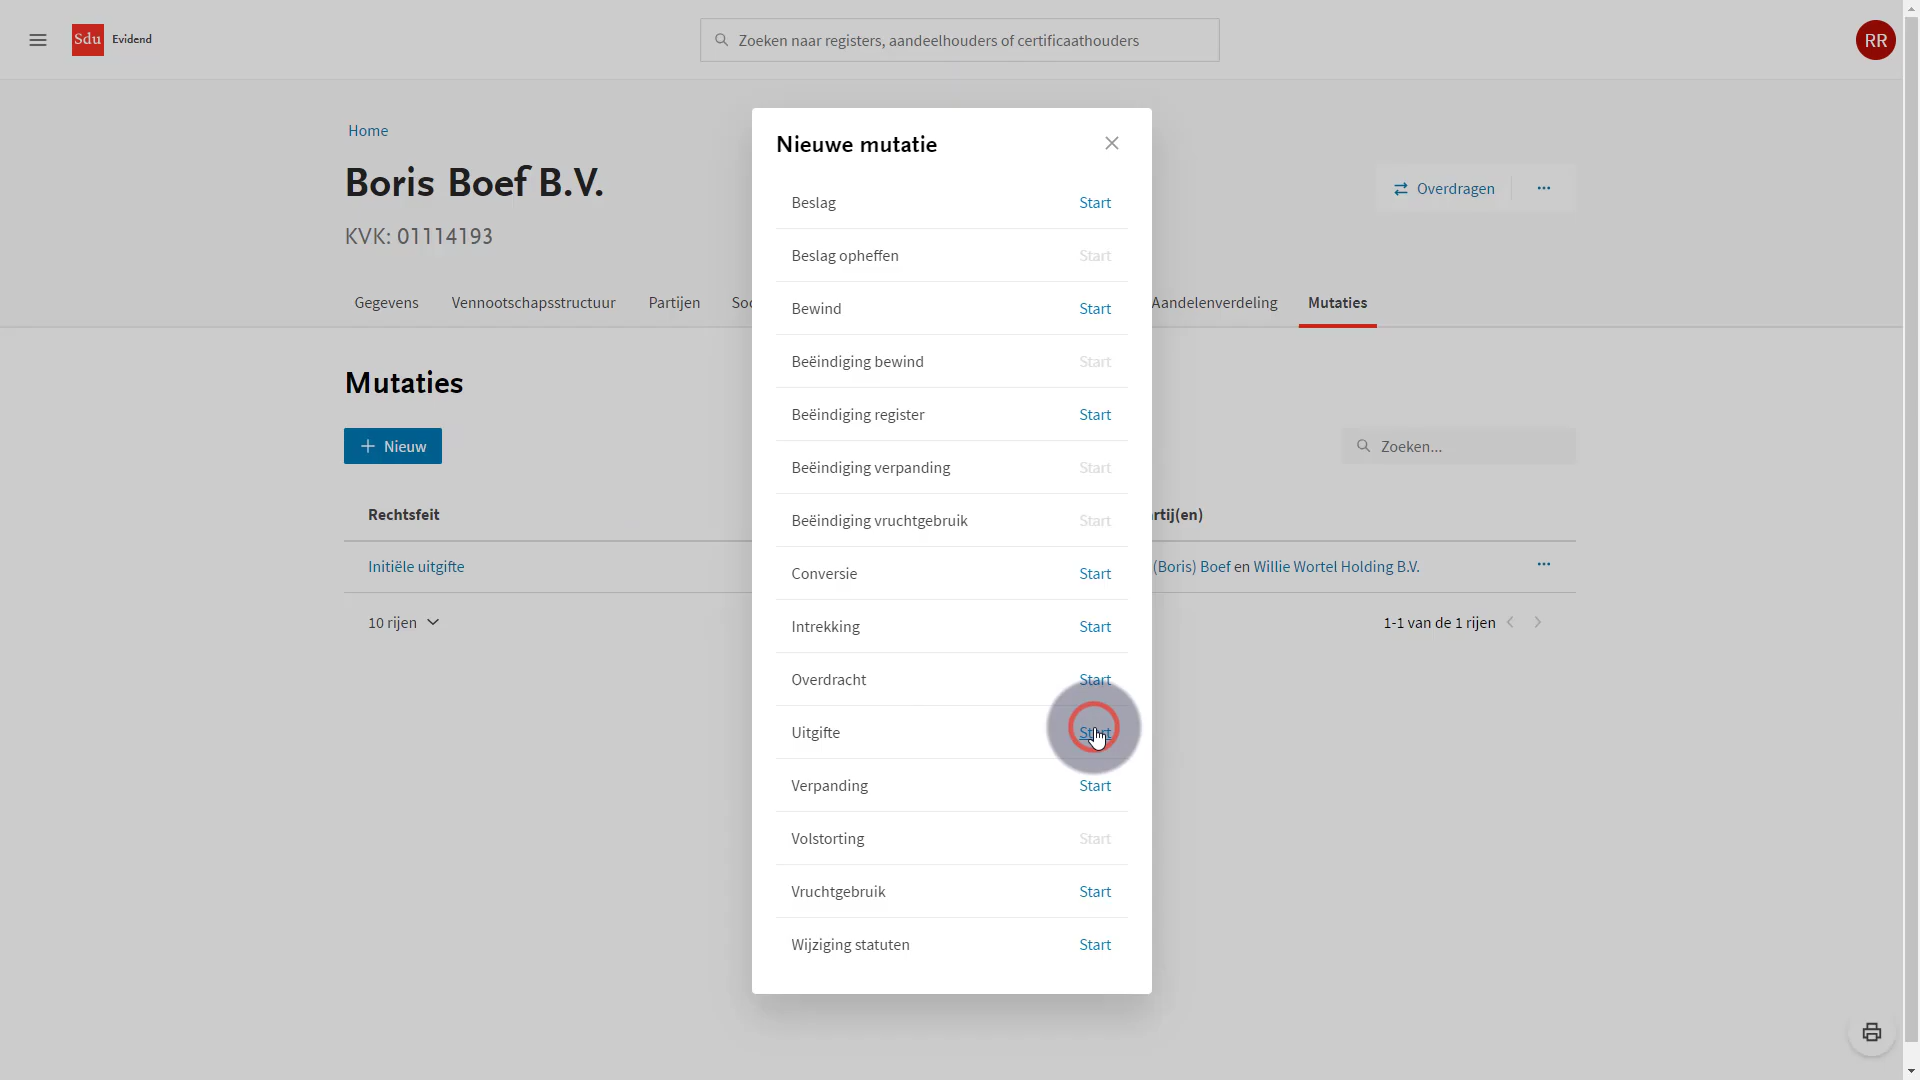 Sdu Evidend
Zoeken naar registers, aandeelhouders of certificaathouders
RR
Home
Boris Boef B.V.
KVK: 01114193
Overdragen
Gegevens Vennootschapsstructuur Partijen Soc Aandelenverdeling Mutaties
Mutaties
Nieuw
Zoeken...
Rechtsfeit rtij(en)
Initiële uitgifte (Boris) Boef en Willie Wortel Holding B.V.
10 rijen 1-1 van de 1 rijen
Nieuwe mutatie
Beslag Start
Beslag opheffen Start
Bewind Start
Beëindiging bewind Start
Beëindiging register Start
Beëindiging verpanding Start
Beëindiging vruchtgebruik Start
Conversie Start
Intrekking Start
Overdracht Start
Uitgifte Start
Verpanding Start
Volstorting Start
Vruchtgebruik Start
Wijziging statuten Start